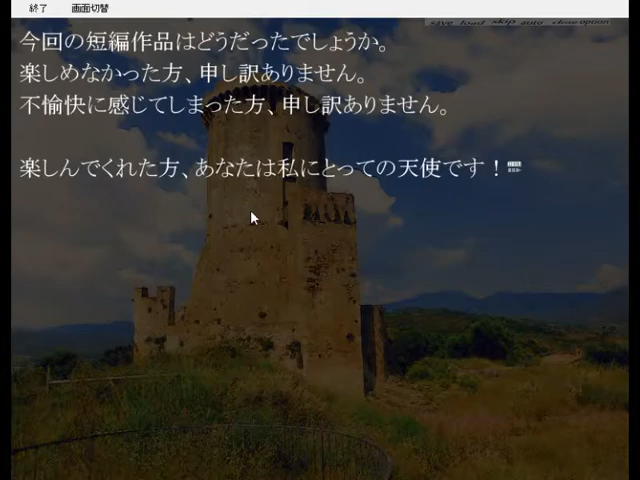 終了 画面切替
save load skip auto close option
今回の短編作品はどうだったでしょうか。
楽しめなかった方、申し訳ありません。
不愉快に感じてしまった方、申し訳ありません。
楽しんでくれた方、あなたは私にとっての天使です！